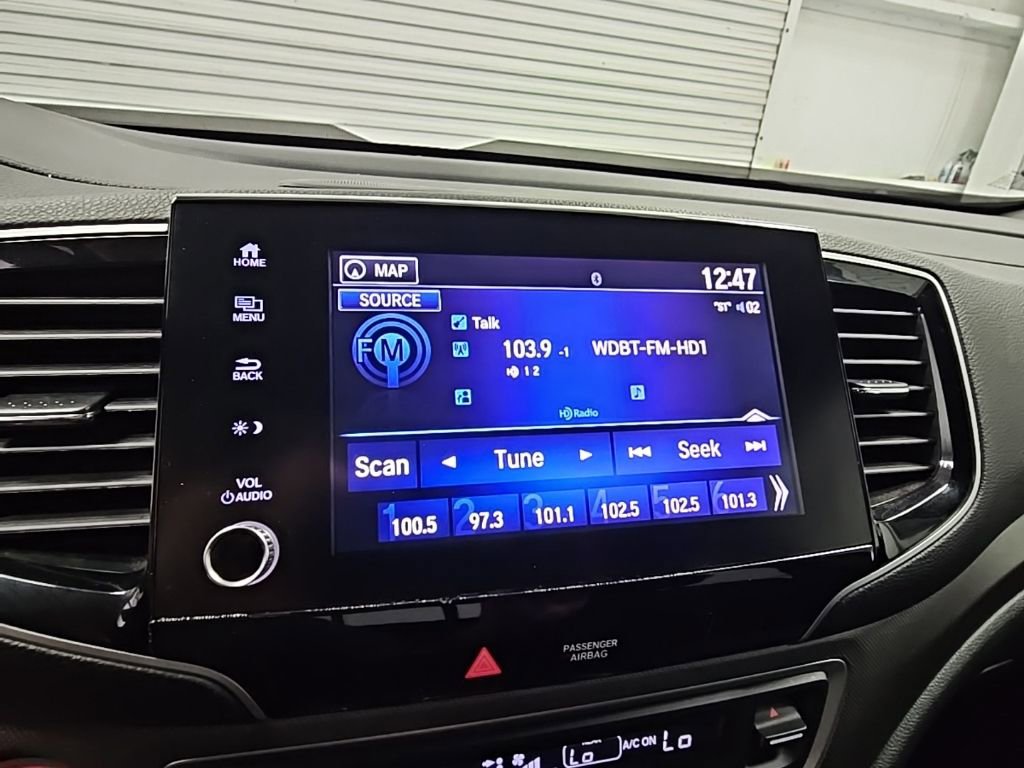 HOME
MENU
BACK
VOL
AUDIO
MAP
12:47
SOURCE
"ST" 02
FM
Talk
103.9 -1 WDBT-FM-HD1
HD 1 2
HD Radio
Scan
Tune
Seek
1 100.5
2 97.3
3 101.1
4 102.5
5 102.5
6 101.3
PASSENGER
AIRBAG
Lo
A/C ON
Lo